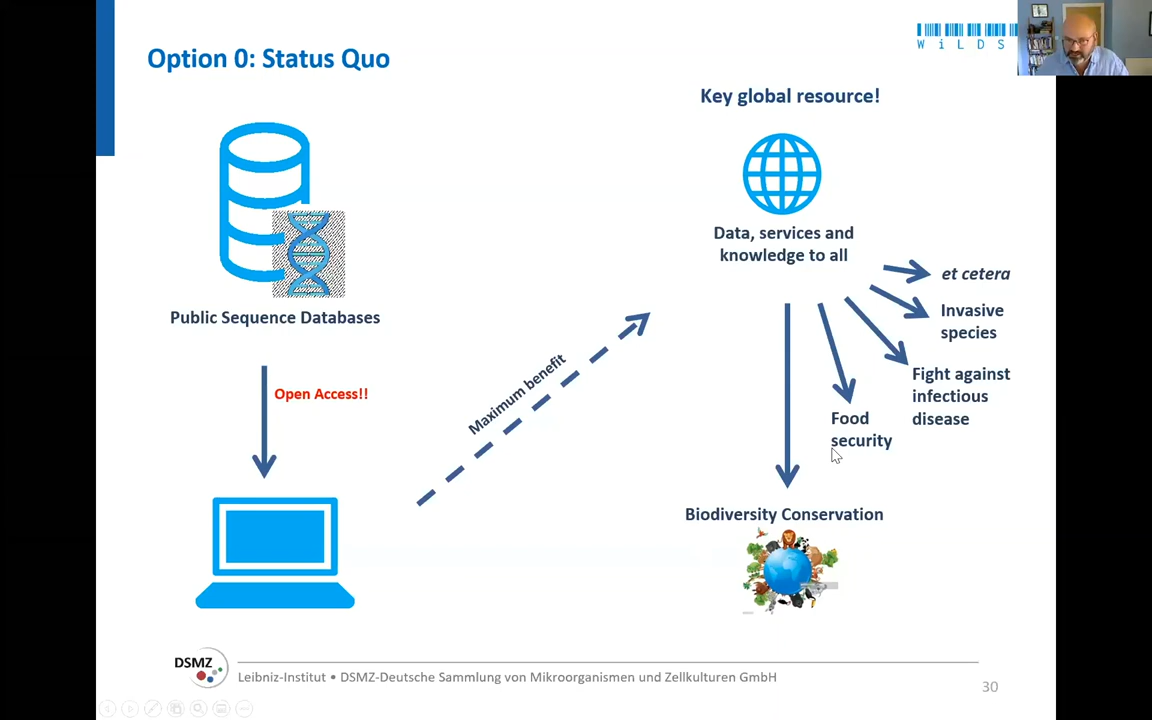 Option 0: Status Quo
WiLDS
Key global resource!
Data, services and
knowledge to all
et cetera
Invasive
species
Fight against
infectious
disease
Food
security
Biodiversity Conservation
Public Sequence Databases
Open Access!!
Maximum benefit
DSMZ
Leibniz-Institut • DSMZ-Deutsche Sammlung von Mikroorganismen und Zellkulturen GmbH
30